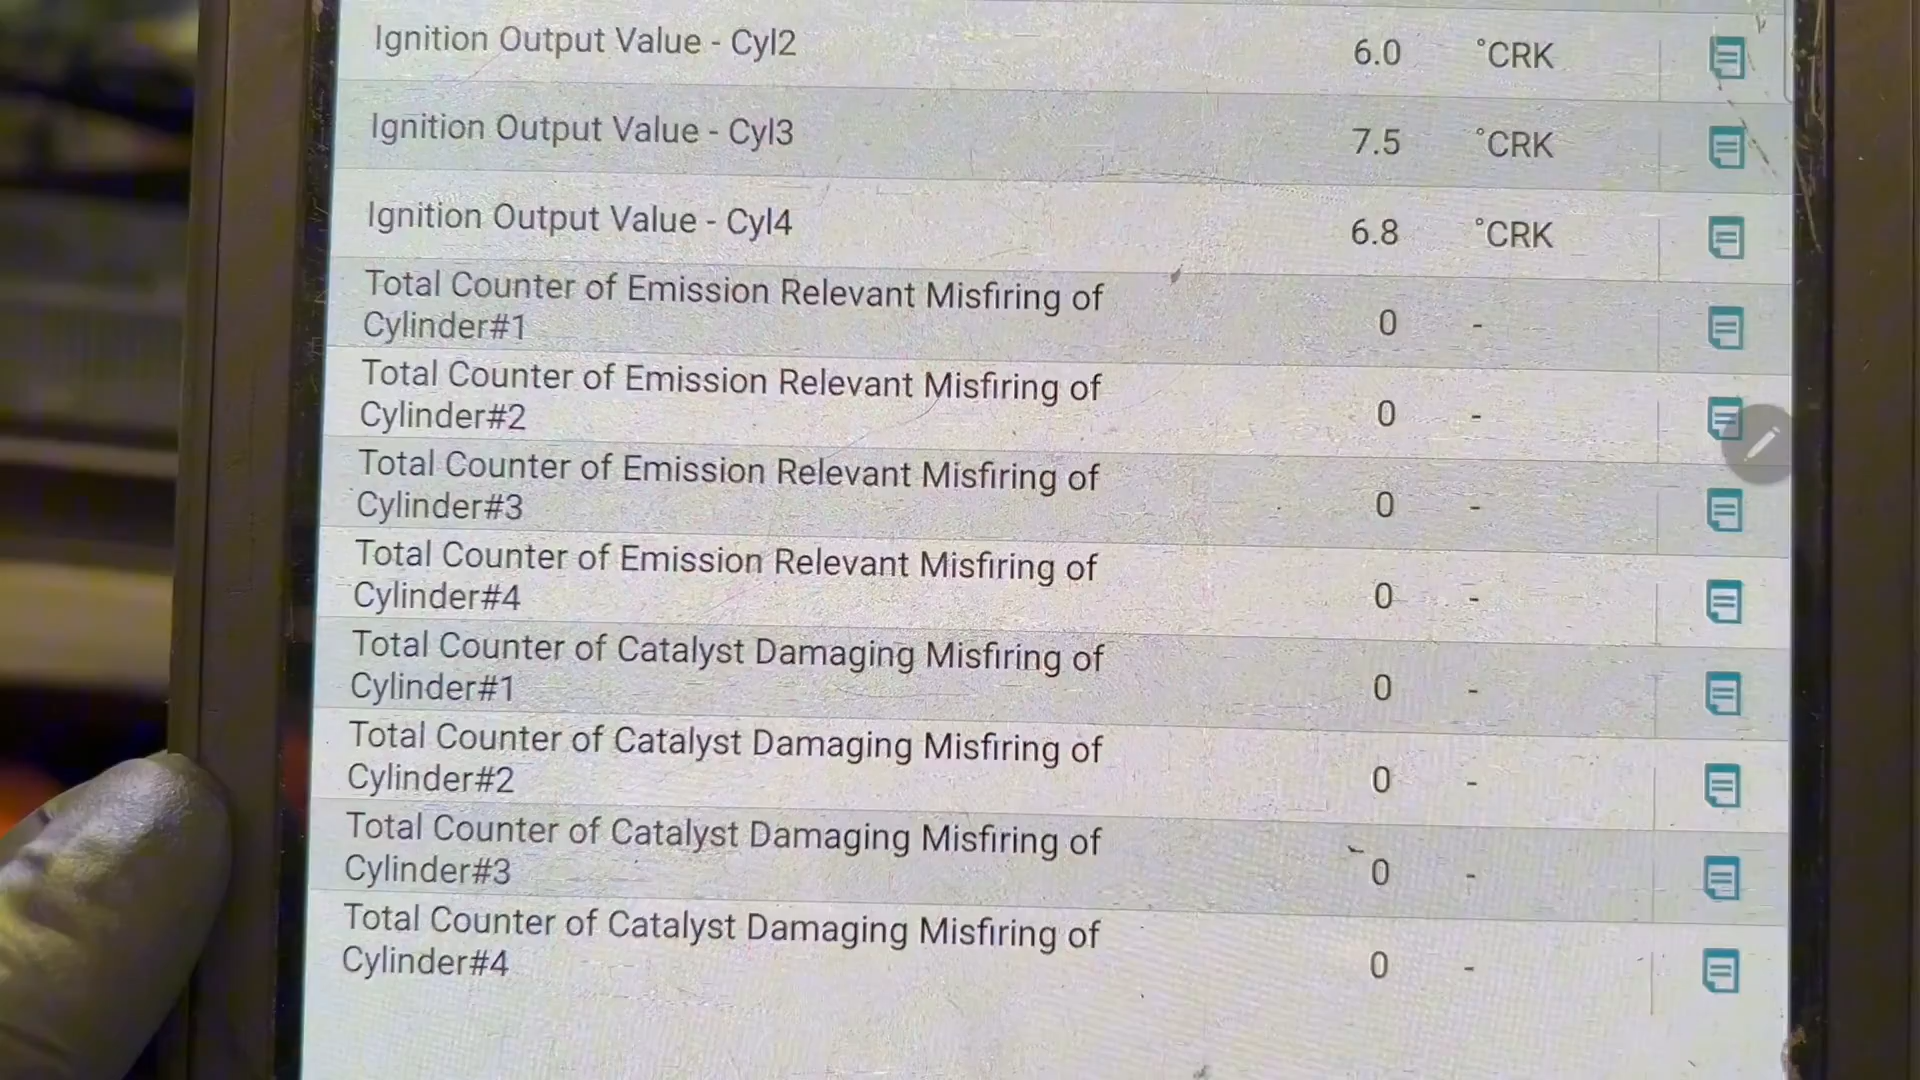 Ignition Output Value - Cyl2 6.0 °CRK
Ignition Output Value - Cyl3 7.5 °CRK
Ignition Output Value - Cyl4 6.8 °CRK
Total Counter of Emission Relevant Misfiring of
Cylinder#1 0 -
Total Counter of Emission Relevant Misfiring of
Cylinder#2 0 -
Total Counter of Emission Relevant Misfiring of
Cylinder#3 0 -
Total Counter of Emission Relevant Misfiring of
Cylinder#4 0 -
Total Counter of Catalyst Damaging Misfiring of
Cylinder#1 0 -
Total Counter of Catalyst Damaging Misfiring of
Cylinder#2 0 -
Total Counter of Catalyst Damaging Misfiring of
Cylinder#3 0 -
Total Counter of Catalyst Damaging Misfiring of
Cylinder#4 0 -